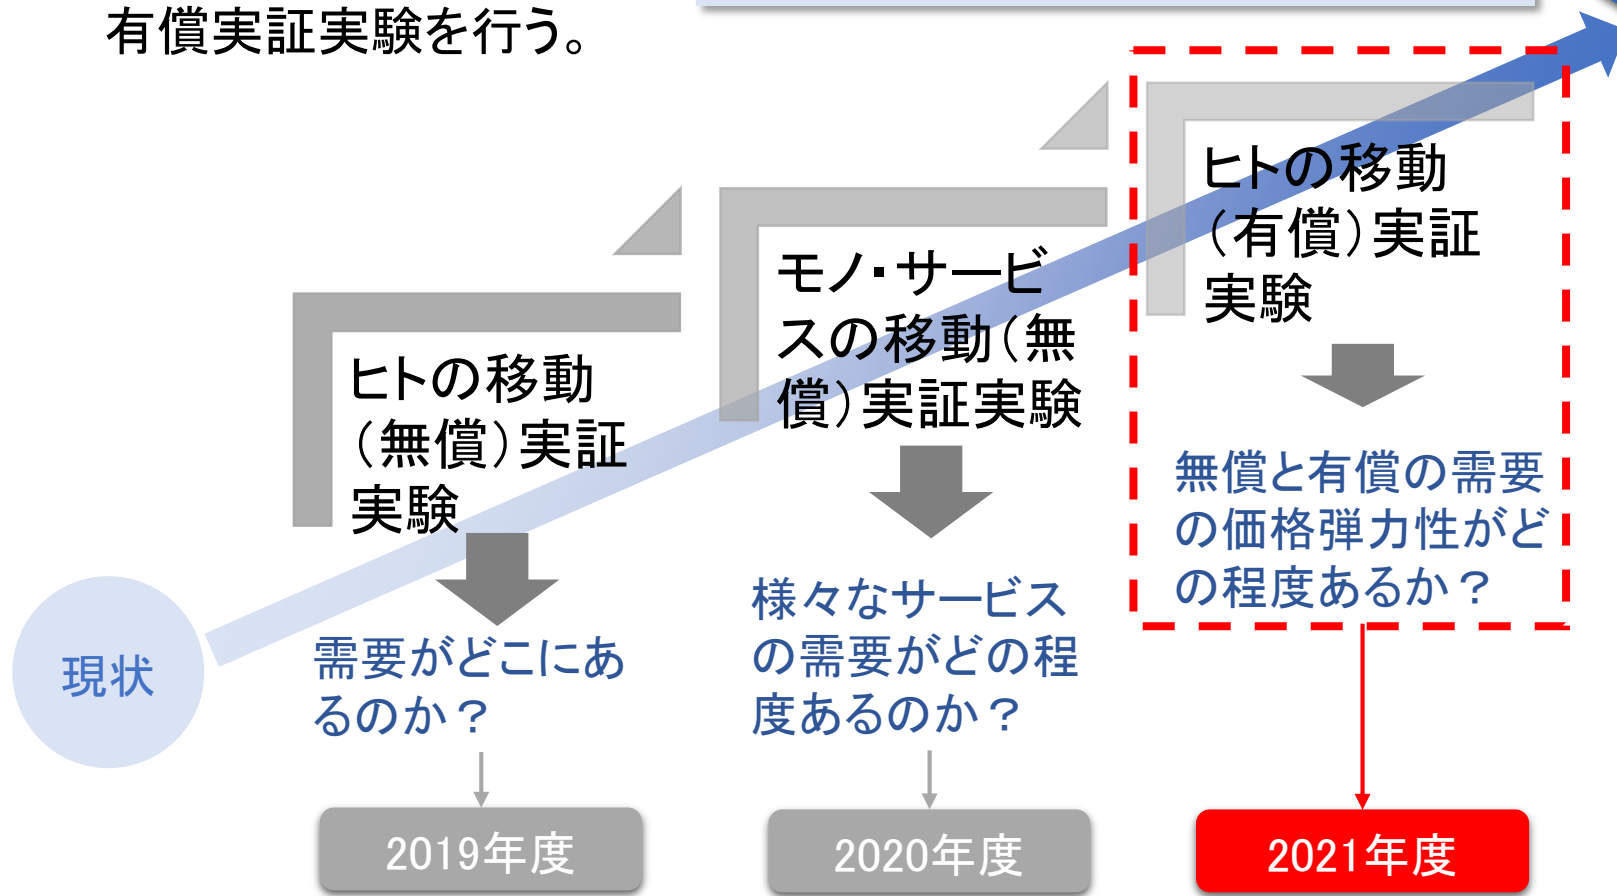 有償実証実験を行う。
ヒトの移動
（有償）実証
実験
モノ・サービ
スの移動（無
償）実証実験
ヒトの移動
（無償）実証
実験
無償と有償の需要
の価格弾力性がど
の程度あるか？
様々なサービス
の需要がどの程
度あるのか？
需要がどこにあ
るのか？
現状
2019年度
2020年度
2021年度